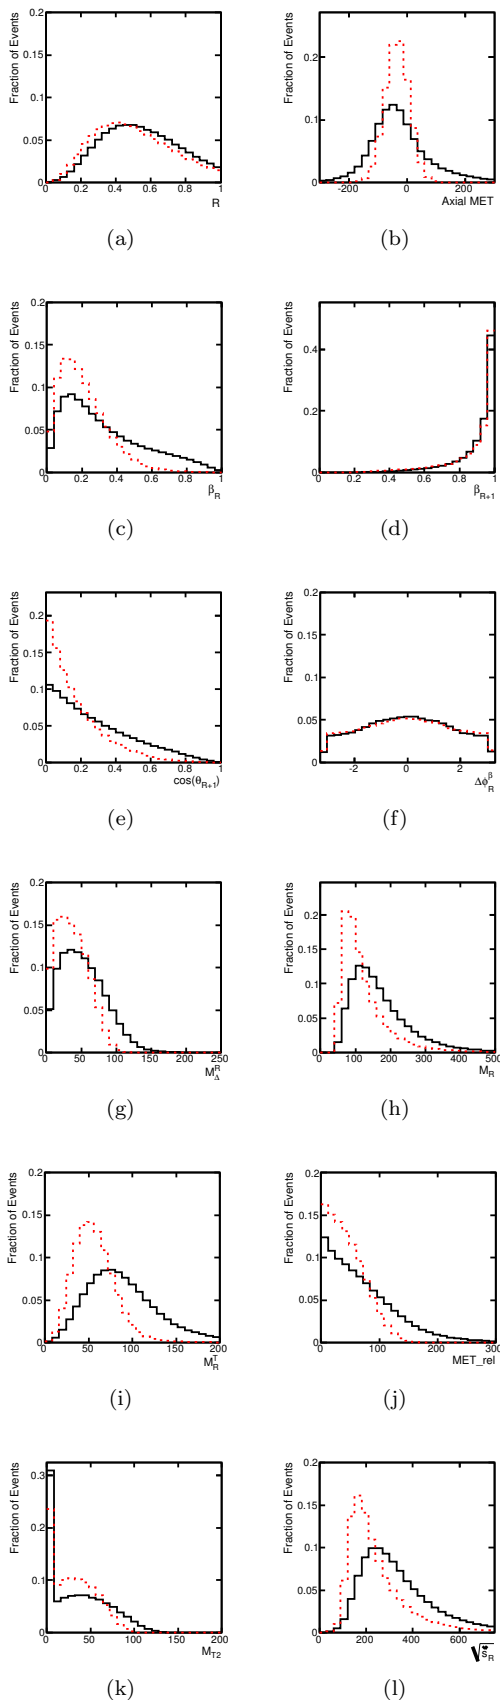 Fraction of Events
0.2
0.15
0.1
0.05
0
0 0.2 0.4 0.6 0.8 1
R
(a)
Fraction of Events
0.2
0.1
0
-200 0 200
Axial MET
(b)
Fraction of Events
0.2
0.15
0.1
0.05
0
0 0.2 0.4 0.6 0.8 1
β_R
(c)
Fraction of Events
0.4
0.2
0
0 0.2 0.4 0.6 0.8 1
β_{R+1}
(d)
Fraction of Events
0.2
0.15
0.1
0.05
0
0 0.2 0.4 0.6 0.8 1
cos(θ_{R+1})
(e)
Fraction of Events
0.2
0.15
0.1
0.05
0
-2 0 2
Δϕ_R^β
(f)
Fraction of Events
0.2
0.15
0.1
0.05
0
0 50 100 150 200 250
M_Δ^R
(g)
Fraction of Events
0.2
0.15
0.1
0.05
0
0 100 200 300 400 500
M_R
(h)
Fraction of Events
0.2
0.15
0.1
0.05
0
0 50 100 150 200
M_R^T
(i)
Fraction of Events
0.2
0.15
0.1
0.05
0
0 100 200 300
MET_rel
(j)
Fraction of Events
0.3
0.2
0.1
0
0 50 100 150 200
M_{T2}
(k)
Fraction of Events
0.2
0.15
0.1
0.05
0
0 200 400 600
√ŝ_R
(l)